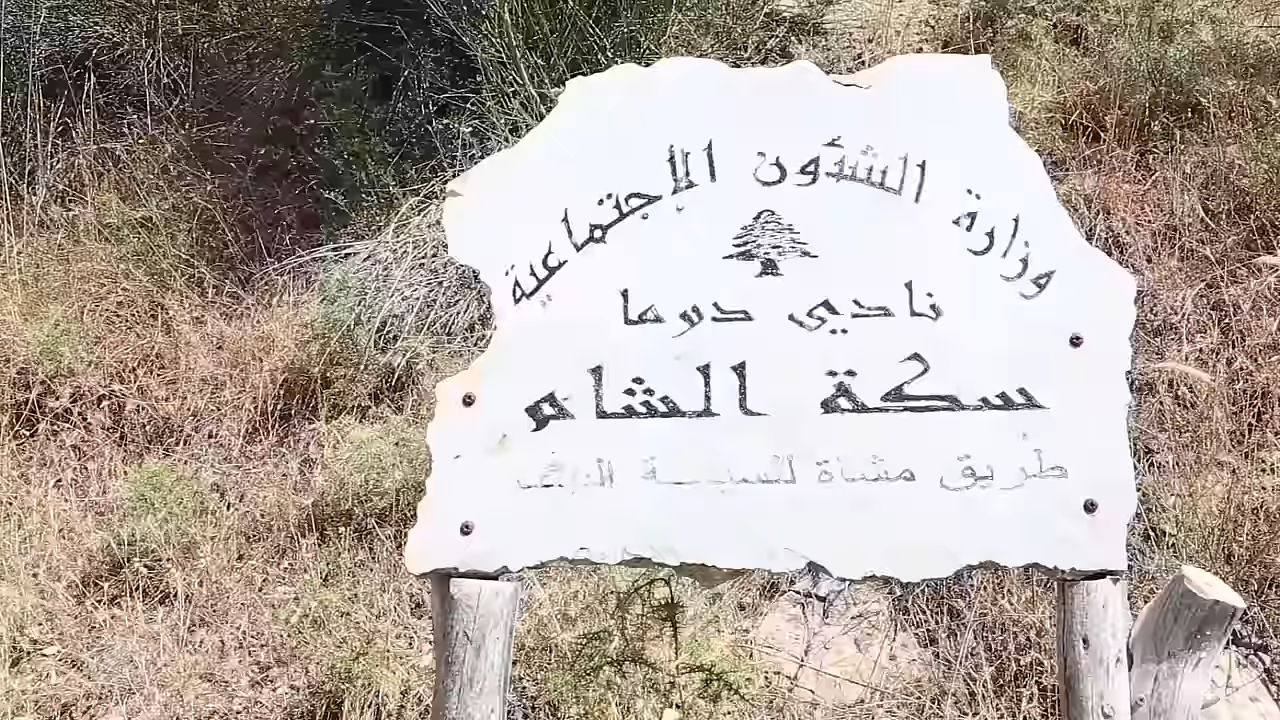 وزارة الشؤون الإجتماعية
نادي دوما
سكة الشام
طريق مشاة